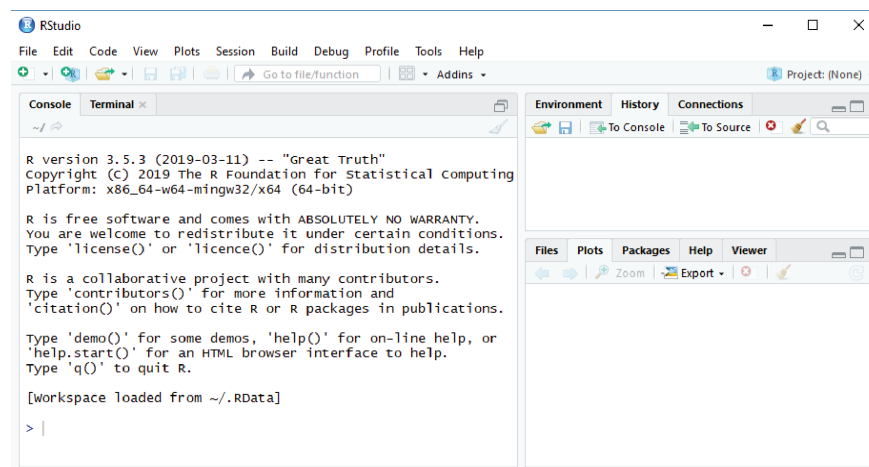 RStudio
File Edit Code View Plots Session Build Debug Profile Tools Help
Go to file/function Addins Project: (None)
Console Terminal
~/
R version 3.5.3 (2019-03-11) -- "Great Truth"
Copyright (C) 2019 The R Foundation for Statistical Computing
Platform: x86_64-w64-mingw32/x64 (64-bit)
R is free software and comes with ABSOLUTELY NO WARRANTY.
You are welcome to redistribute it under certain conditions.
Type 'license()' or 'licence()' for distribution details.
R is a collaborative project with many contributors.
Type 'contributors()' for more information and
'citation()' on how to cite R or R packages in publications.
Type 'demo()' for some demos, 'help()' for on-line help, or
'help.start()' for an HTML browser interface to help.
Type 'q()' to quit R.
[Workspace loaded from ~/.RData]
>
Environment History Connections
To Console To Source
Files Plots Packages Help Viewer
Zoom Export